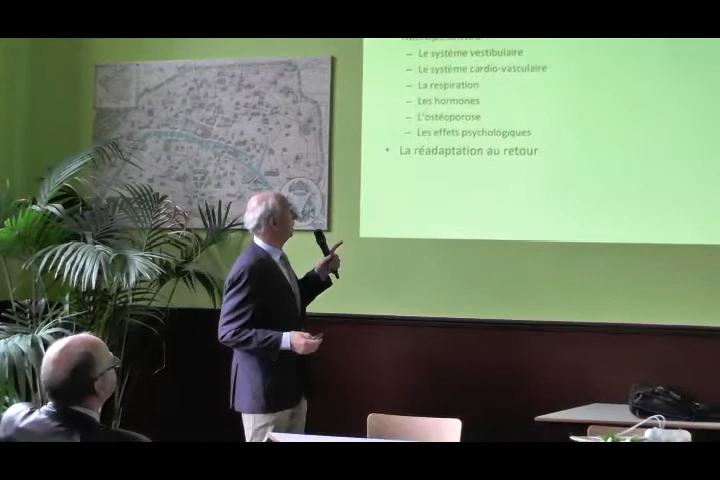 – Le système vestibulaire
– Le système cardio-vasculaire
– La respiration
– Les hormones
– L'ostéoporose
– Les effets psychologiques
• La réadaptation au retour